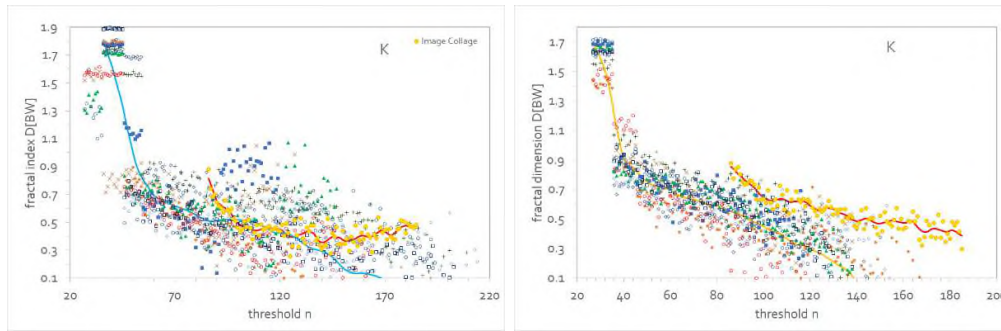 1.9
1.7
1.5
1.3
1.1
0.9
0.7
0.5
0.3
0.1
fractal index D[BW]
K
Image Collage
20 70 120 170 220
threshold n
1.9
1.7
1.5
1.3
1.1
0.9
0.7
0.5
0.3
0.1
fractal dimension D[BW]
K
20 40 60 80 100 120 140 160 180 200
threshold n